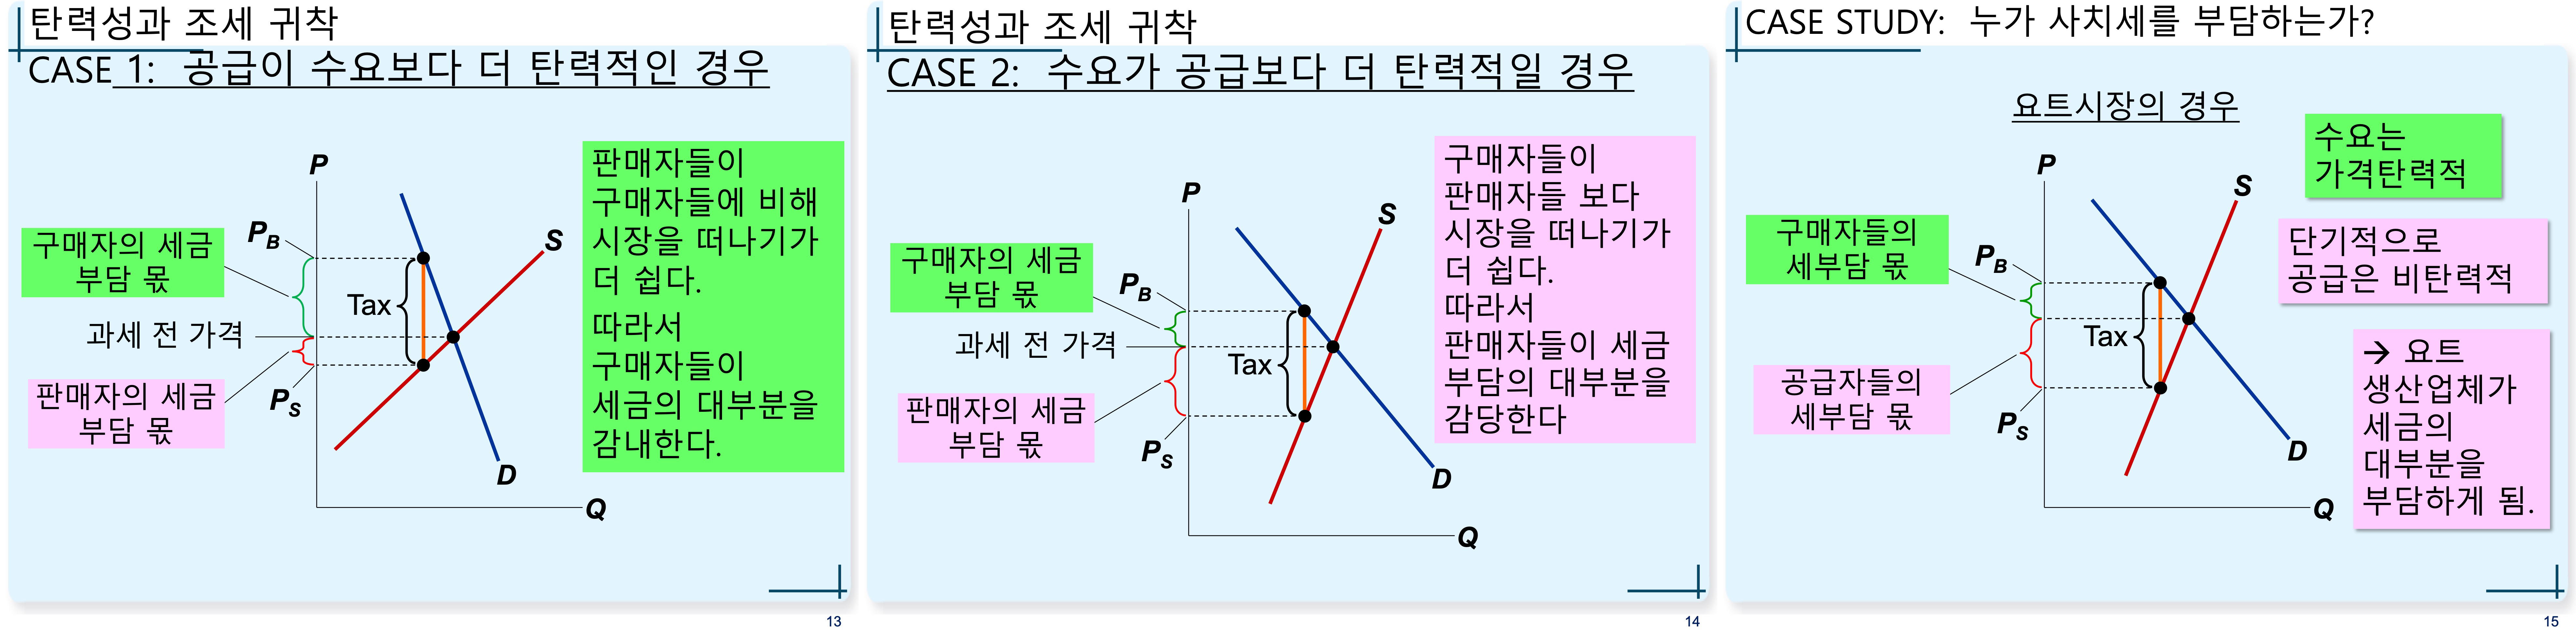 탄력성과 조세 귀착
CASE 1: 공급이 수요보다 더 탄력적인 경우
P
P_B
구매자의 세금
부담 몫
Tax
과세 전 가격
판매자의 세금
부담 몫
P_S
S
D
Q
판매자들이
구매자들에 비해
시장을 떠나기가
더 쉽다.
따라서
구매자들이
세금의 대부분을
감내한다.
13
탄력성과 조세 귀착
CASE 2: 수요가 공급보다 더 탄력적일 경우
P
P_B
구매자의 세금
부담 몫
과세 전 가격
Tax
판매자의 세금
부담 몫
P_S
S
D
Q
구매자들이
판매자들 보다
시장을 떠나기가
더 쉽다.
따라서
판매자들이 세금
부담의 대부분을
감당한다
14
CASE STUDY: 누가 사치세를 부담하는가?
요트시장의 경우
P
P_B
구매자들의
세부담 몫
Tax
공급자들의
세부담 몫
P_S
S
D
Q
수요는
가격탄력적
단기적으로
공급은 비탄력적
→ 요트
생산업체가
세금의
대부분을
부담하게 됨.
15